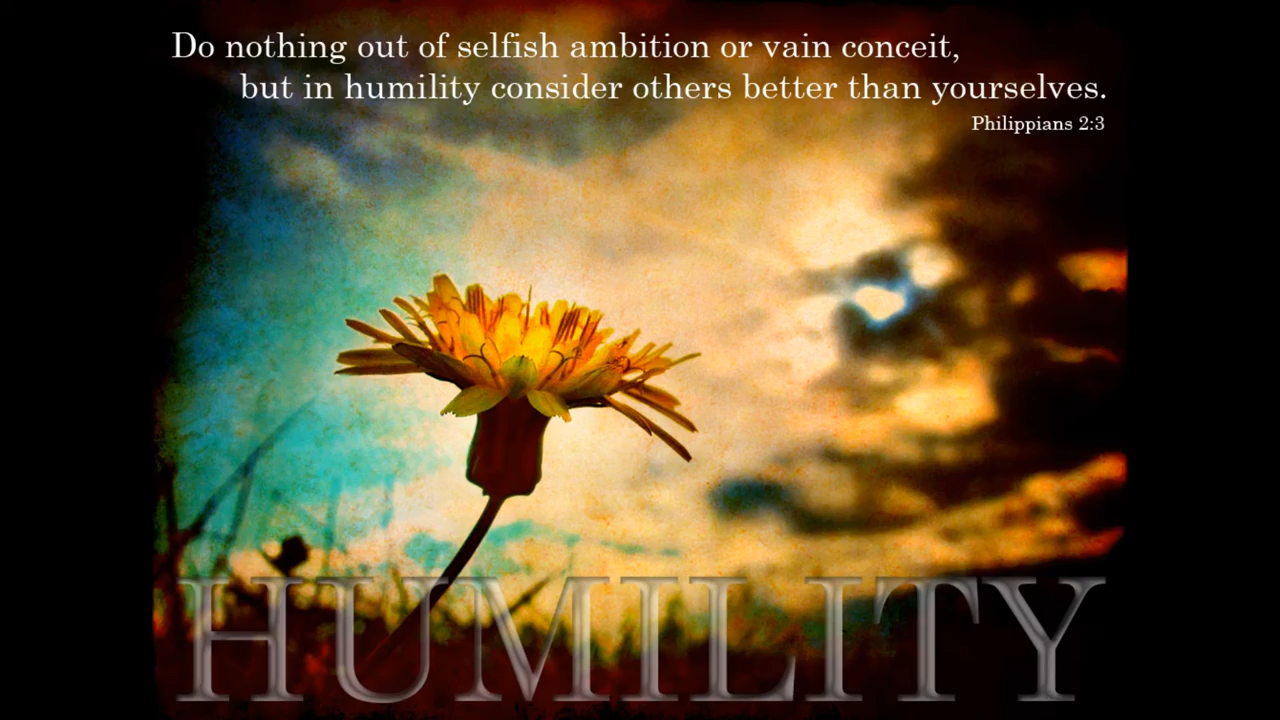 Do nothing out of selfish ambition or vain conceit,
but in humility consider others better than yourselves.
Philippians 2:3
HUMILITY